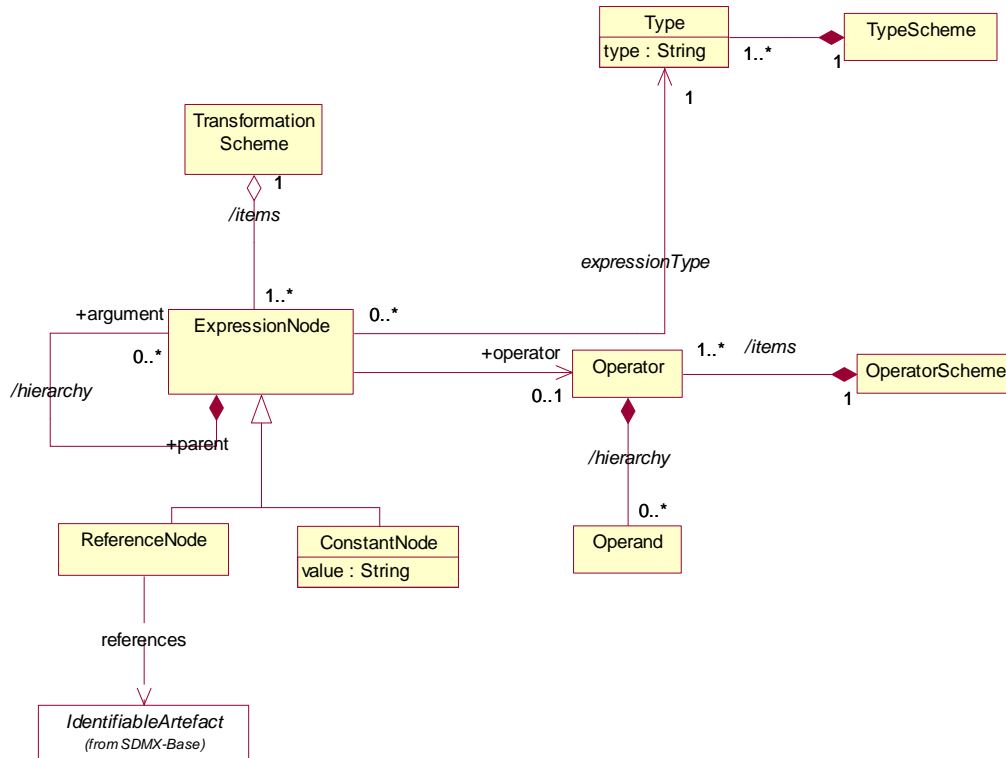 Type
type : String
TypeScheme
1..*
1
1
Transformation
Scheme
1
/items
expressionType
1..*
+argument
ExpressionNode
0..*
0..*
/hierarchy
+parent
+operator
0..1
Operator
1..*
/items
OperatorScheme
1
/hierarchy
0..*
Operand
ReferenceNode
ConstantNode
value : String
references
IdentifiableArtefact
(from SDMX-Base)